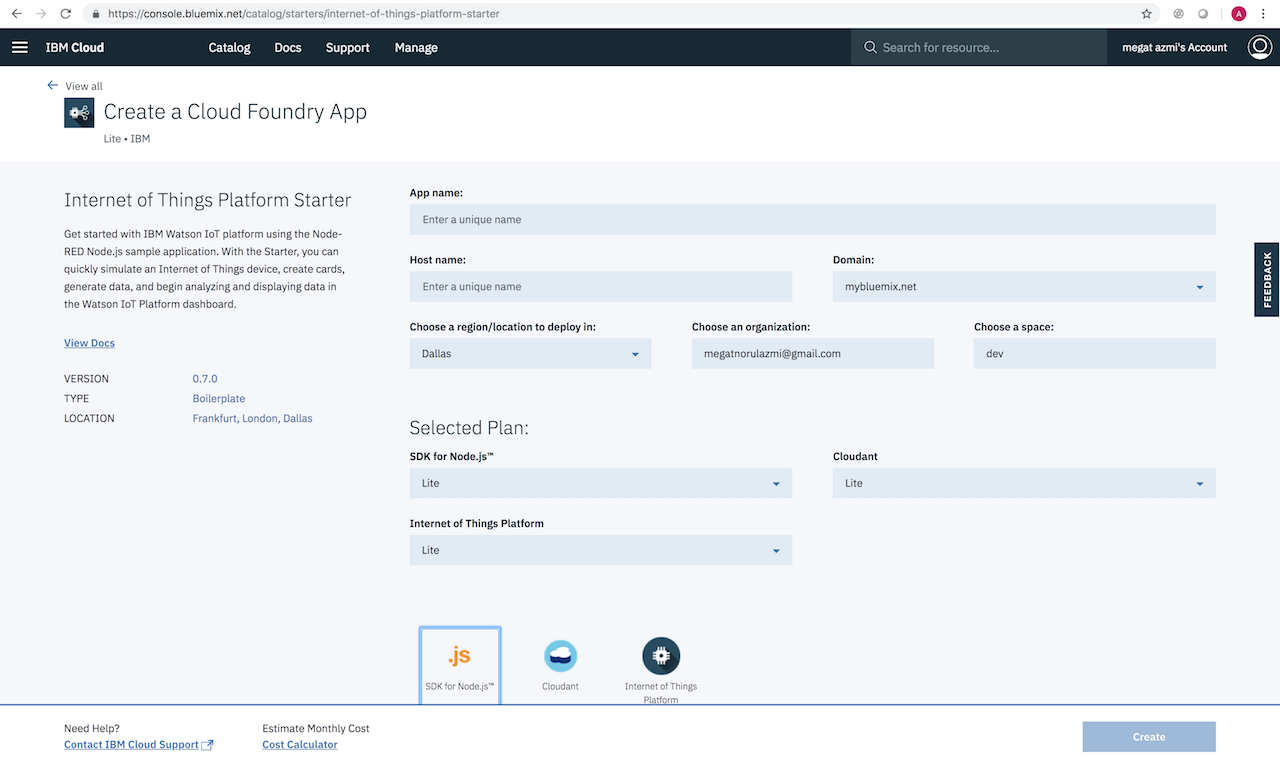 https://console.bluemix.net/catalog/starters/internet-of-things-platform-starter
A
IBM Cloud
Catalog
Docs
Support
Manage
Search for resource...
megat azmi's Account
View all
Create a Cloud Foundry App
Lite • IBM
Internet of Things Platform Starter
Get started with IBM Watson IoT platform using the Node-
RED Node.js sample application. With the Starter, you can
quickly simulate an Internet of Things device, create cards,
generate data, and begin analyzing and displaying data in
the Watson IoT Platform dashboard.
View Docs
VERSION 0.7.0
TYPE Boilerplate
LOCATION Frankfurt, London, Dallas
App name:
Enter a unique name
Host name:
Enter a unique name
Domain:
mybluemix.net
Choose a region/location to deploy in:
Dallas
Choose an organization:
megatnorulazmi@gmail.com
Choose a space:
dev
Selected Plan:
SDK for Node.js™
Lite
Cloudant
Lite
Internet of Things Platform
Lite
.js
SDK for Node.js™
Cloudant
Internet of Things
Platform
FEEDBACK
Need Help?
Contact IBM Cloud Support
Estimate Monthly Cost
Cost Calculator
Create